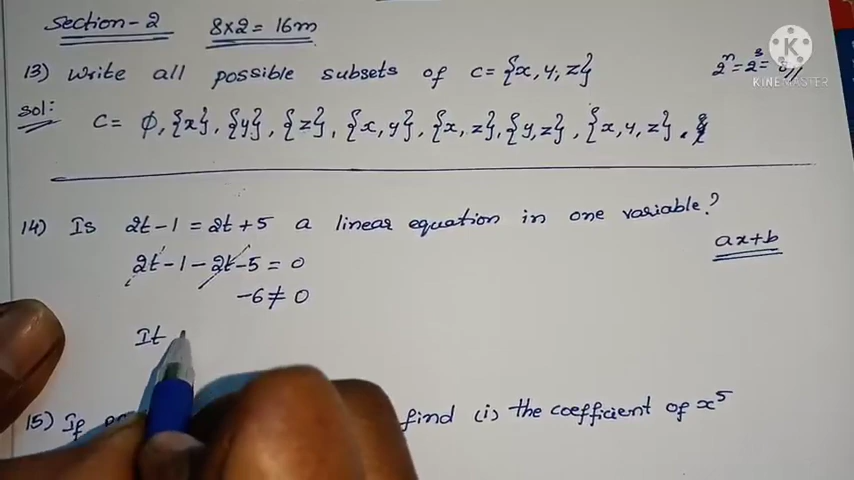 Section-2 8x2 = 16m
13) Write all possible subsets of C = {x, y, z} 2ⁿ = 2³ = 8//
KINEMASTER
Sol:
C = ϕ, {x}, {y}, {z}, {x, y}, {x, z}, {y, z}, {x, y, z}.
14) Is 2t-1 = 2t+5 a linear equation in one variable?
ax+b
2t-1-2t-5 = 0
-6 ≠ 0
It
15) If find (i) the coefficient of x⁵